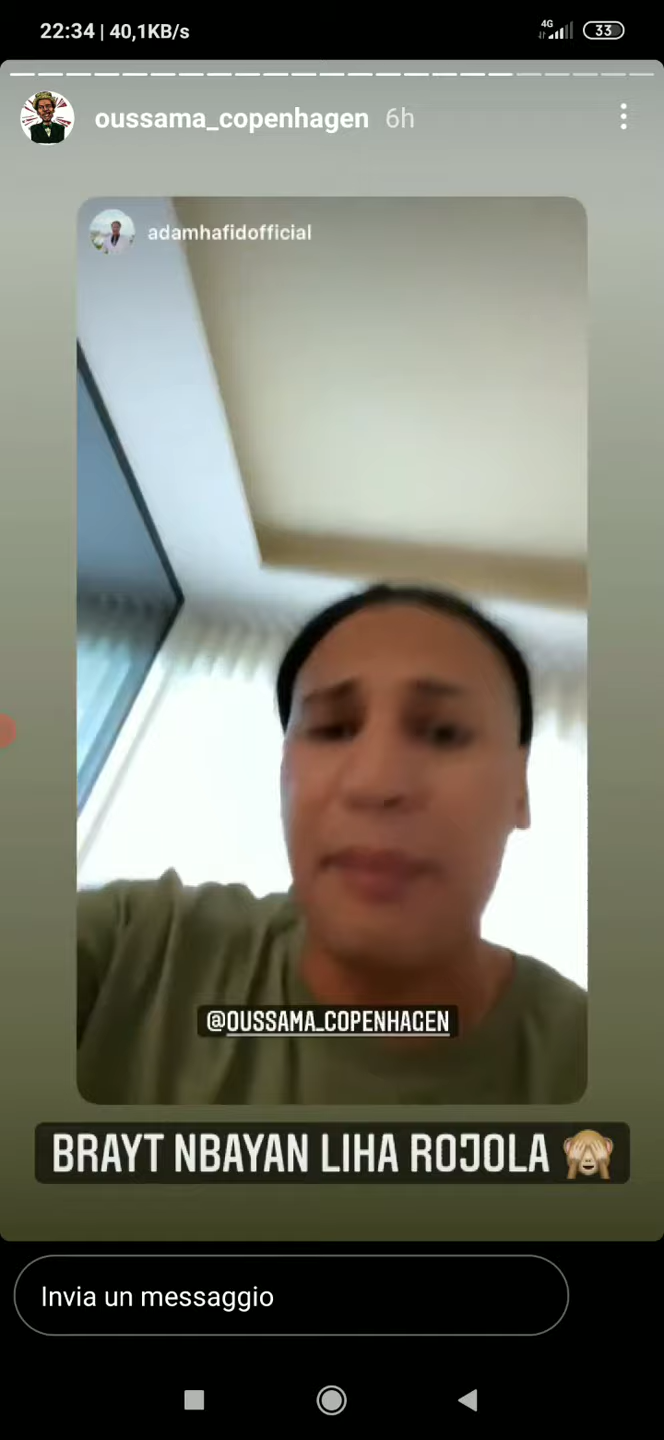 22:34 | 40,1KB/s
4G
33
oussama_copenhagen 6h
adamhafidofficial
@OUSSAMA_COPENHAGEN
BRAYT NBAYAN LIHA ROJOLA 🙈
Invia un messaggio